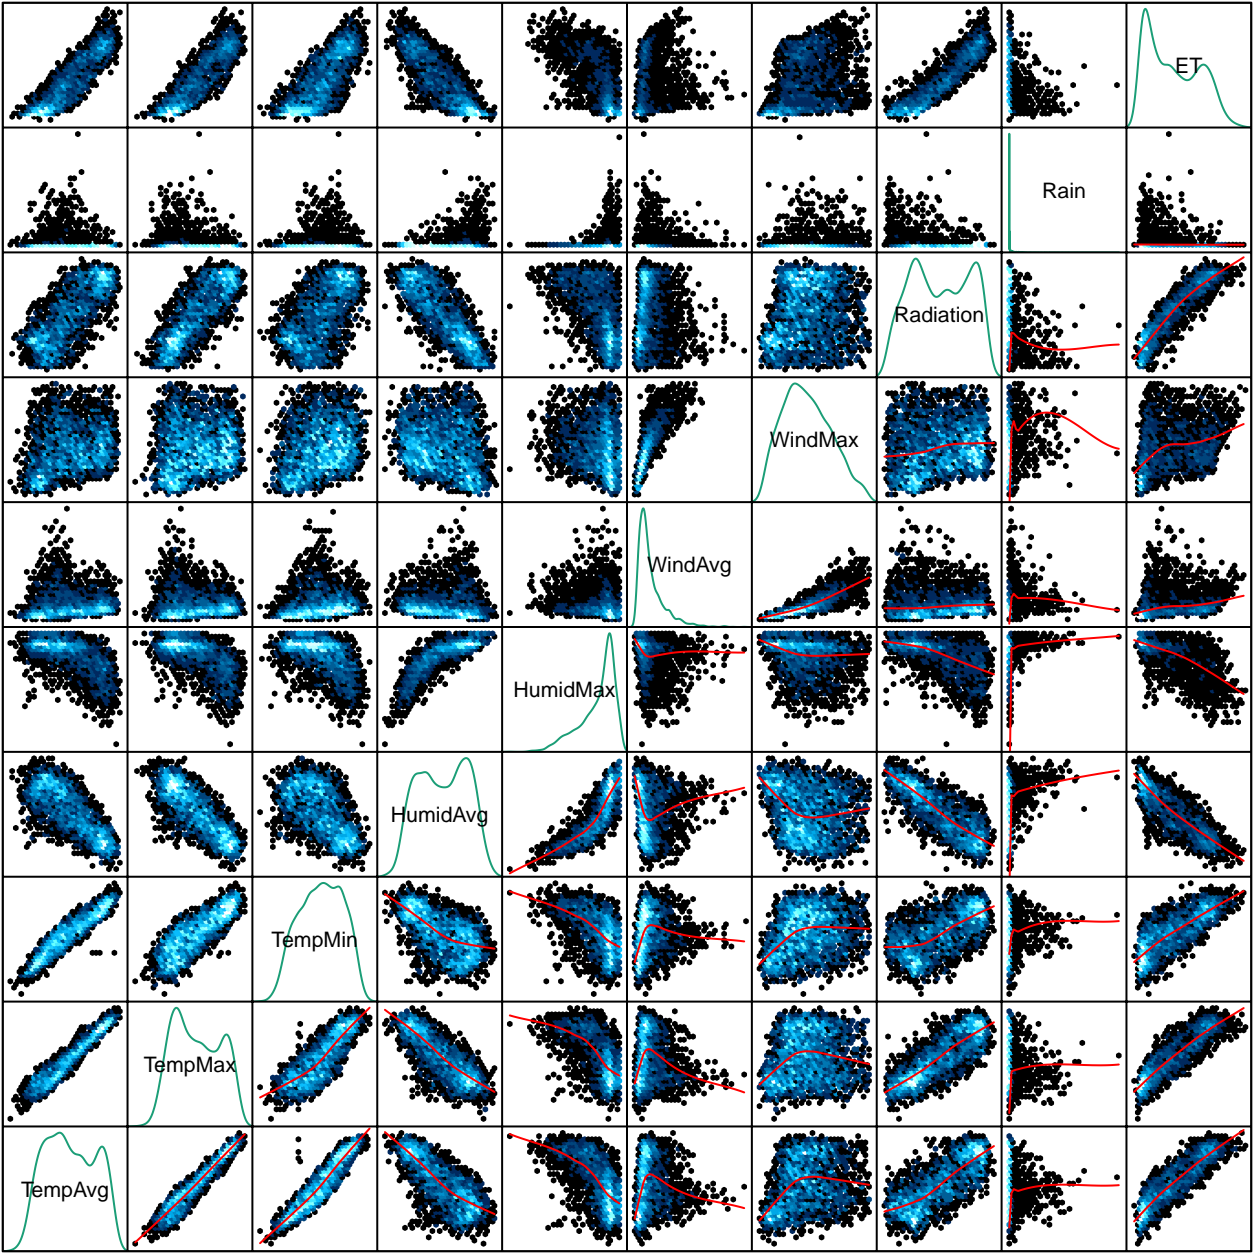 ET
Rain
Radiation
WindMax
WindAvg
HumidMax
HumidAvg
TempMin
TempMax
TempAvg